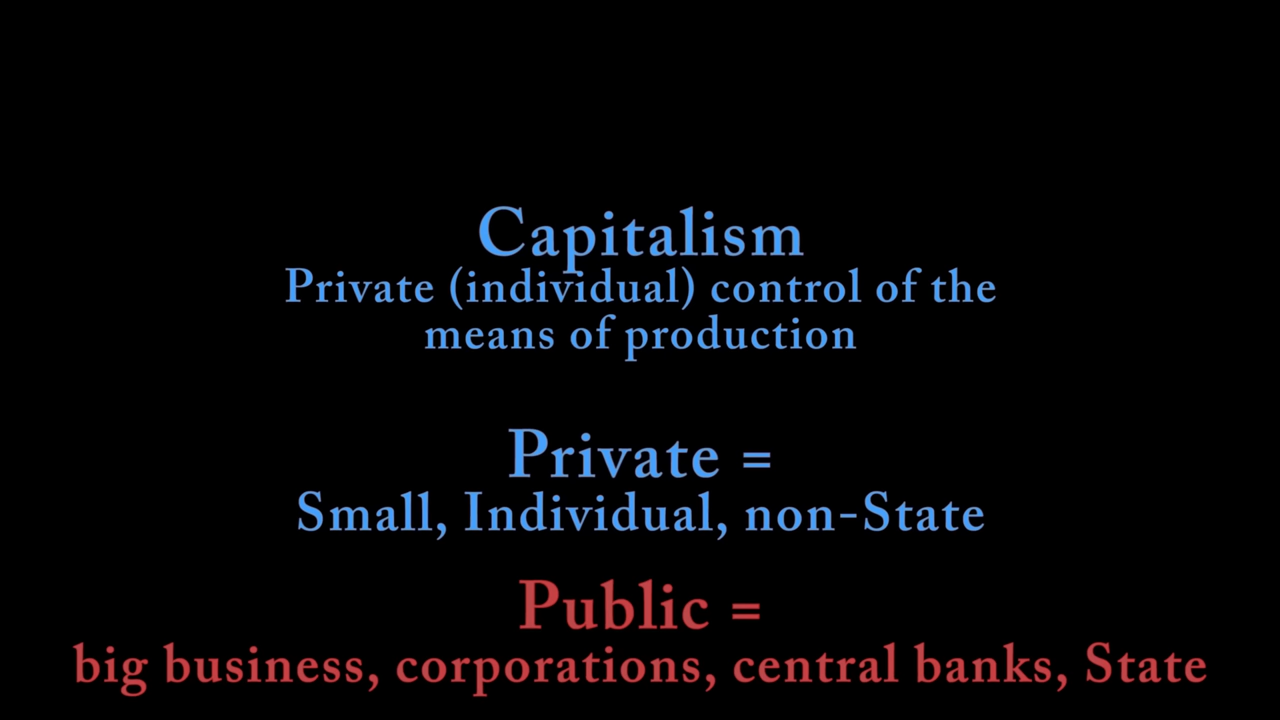 Capitalism
Private (individual) control of the
means of production
Private =
Small, Individual, non-State
Public =
big business, corporations, central banks, State